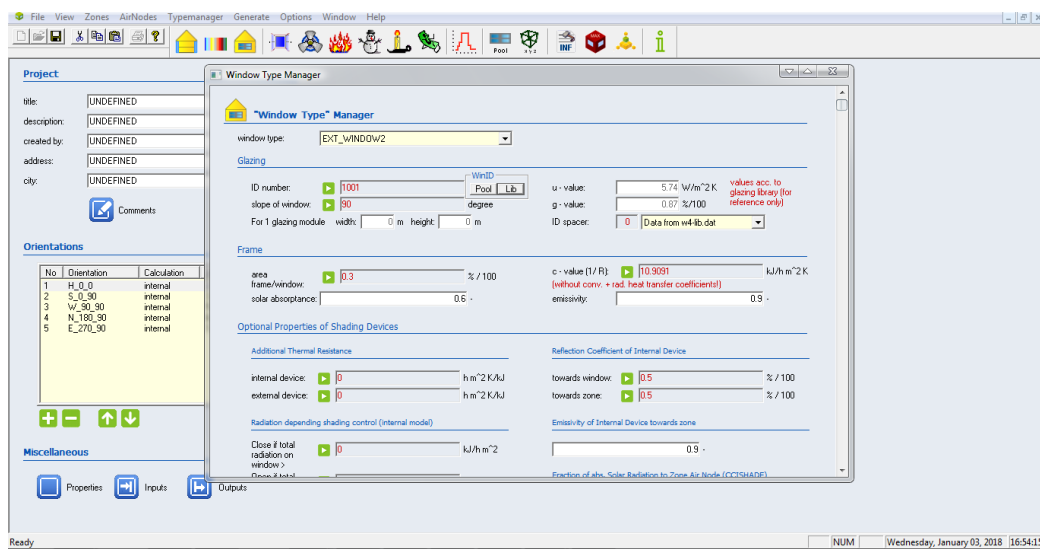 File View Zones AirNodes Typemanager Generate Options Window Help
Pool
x y z
INF
Project
title: UNDEFINED
description: UNDEFINED
created by: UNDEFINED
address: UNDEFINED
city: UNDEFINED
Comments
Orientations
No Orientation Calculation
1 H_0_0 internal
2 S_0_90 internal
3 W_90_90 internal
4 N_180_90 internal
5 E_270_90 internal
Miscellaneous
Properties Inputs Outputs
Window Type Manager
"Window Type" Manager
window type: EXT_WINDOW2
Glazing
WinID
ID number: 1001 Pool Lib
slope of window: 90 degree
For 1 glazing module width: 0 m height: 0 m
u - value: 5.74 W/m^2 K
g - value: 0.87 %/100
values acc. to
glazing library (for
reference only)
ID spacer: 0 Data from w4-lib.dat
Frame
area
frame/window: 0.3 % / 100
c - value (1/ R): 10.9091 kJ/h m^2 K
(without conv. + rad. heat transfer coefficients!)
solar absorptance: 0.6 -
emissivity: 0.9 -
Optional Properties of Shading Devices
Additional Thermal Resistance
internal device: 0 h m^2 K/kJ
external device: 0 h m^2 K/kJ
Reflection Coefficient of Internal Device
towards window: 0.5 % / 100
towards zone: 0.5 % / 100
Radiation depending shading control (internal model)
Close if total
radiation on
window > 0 kJ/h m^2
Open if total
Emissivity of Internal Device towards zone
0.9 -
Fraction of abs. Solar Radiation to Zone Air Node (CCISHADE)
Ready
NUM Wednesday, January 03, 2018 16:54:15